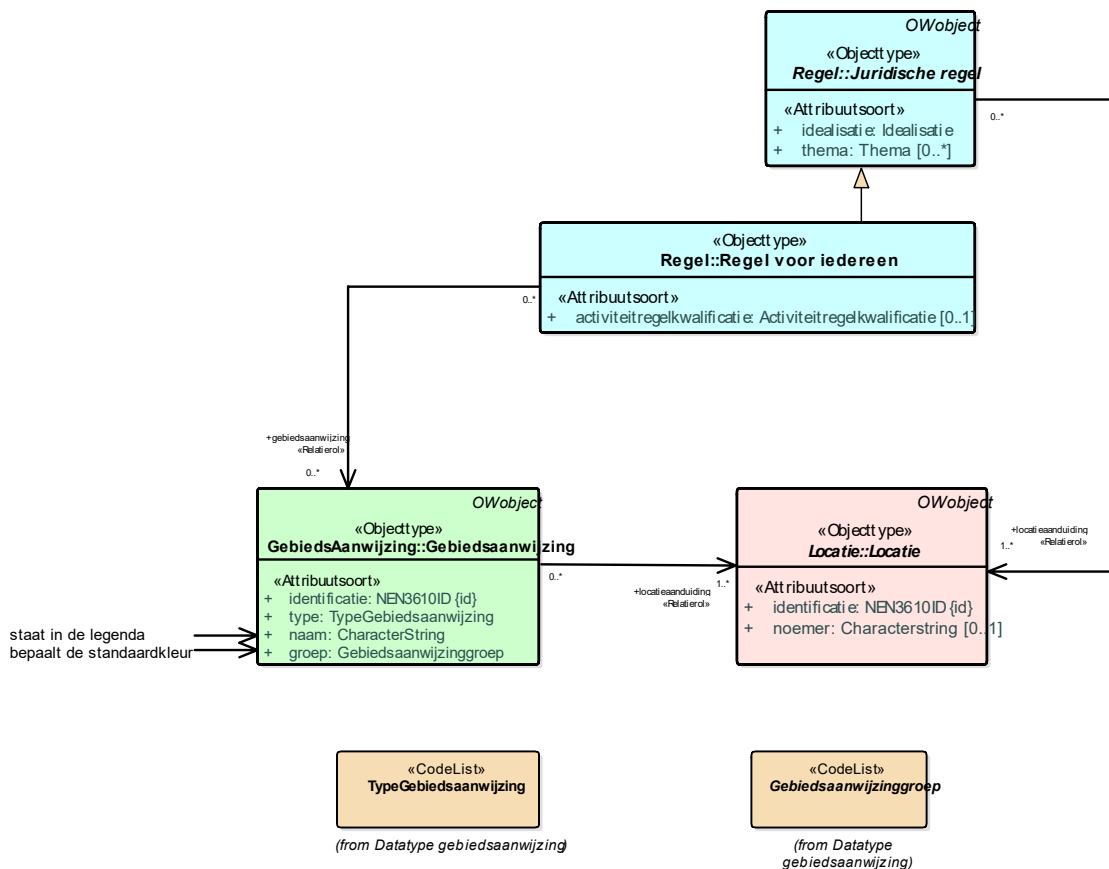 OWobject
«Objecttype»
Regel::Juridische regel
«Attribuutsoort»
+ idealisatie: Idealisatie
+ thema: Thema [0..*]
0..*
«Objecttype»
Regel::Regel voor iedereen
«Attribuutsoort»
+ activiteitregelkwalificatie: Activiteitregelkwalificatie [0..1]
0..*
+gebiedsaanwijzing
«Relatierol»
0..*
OWobject
«Objecttype»
GebiedsAanwijzing::Gebiedsaanwijzing
«Attribuutsoort»
+ identificatie: NEN3610ID {id}
+ type: TypeGebiedsaanwijzing
+ naam: CharacterString
+ groep: Gebiedsaanwijzinggroep
staat in de legenda
bepaalt de standaardkleur
0..*
+locatieaanduiding
«Relatierol»
1..*
OWobject
«Objecttype»
Locatie::Locatie
«Attribuutsoort»
+ identificatie: NEN3610ID {id}
+ noemer: Characterstring [0..1]
+locatieaanduiding
«Relatierol»
1..*
«CodeList»
TypeGebiedsaanwijzing
(from Datatype gebiedsaanwijzing)
«CodeList»
Gebiedsaanwijzinggroep
(from Datatype
gebiedsaanwijzing)